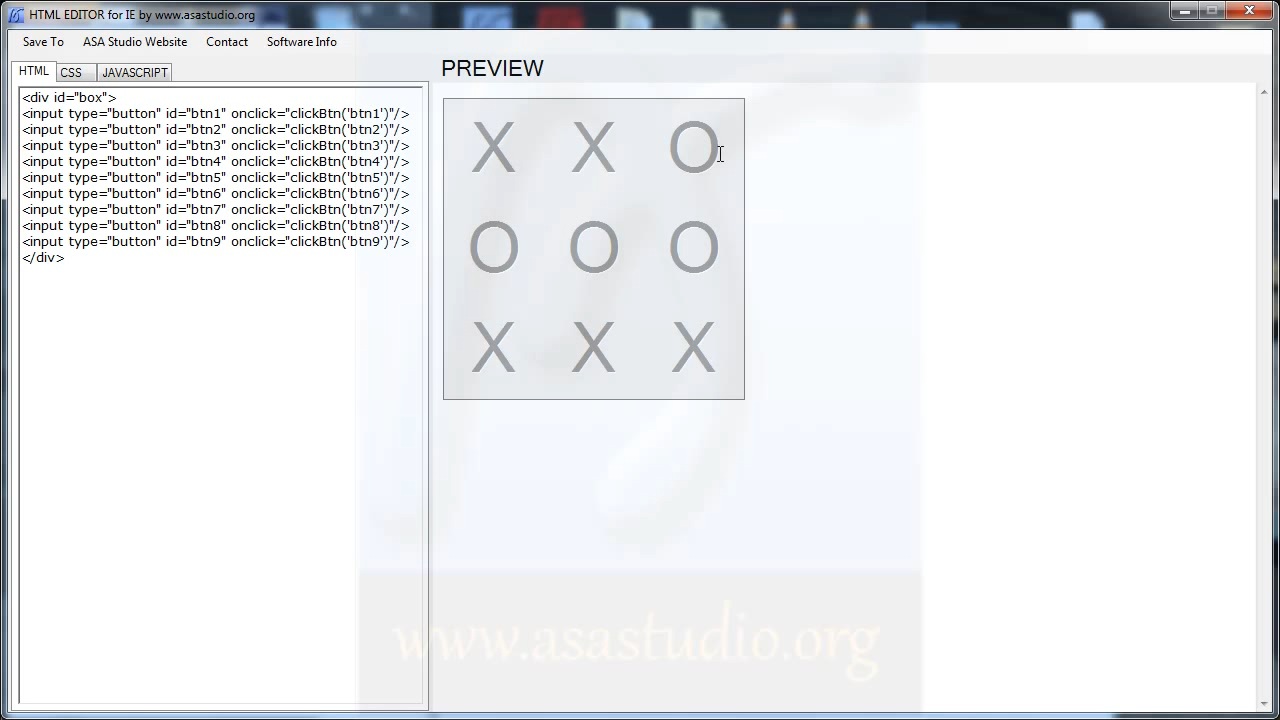 HTML EDITOR for IE by www.asastudio.org
Save To ASA Studio Website Contact Software Info
HTML CSS JAVASCRIPT
PREVIEW
<div id="box">
<input type="button" id="btn1" onclick="clickBtn('btn1')"/>
<input type="button" id="btn2" onclick="clickBtn('btn2')"/>
<input type="button" id="btn3" onclick="clickBtn('btn3')"/>
<input type="button" id="btn4" onclick="clickBtn('btn4')"/>
<input type="button" id="btn5" onclick="clickBtn('btn5')"/>
<input type="button" id="btn6" onclick="clickBtn('btn6')"/>
<input type="button" id="btn7" onclick="clickBtn('btn7')"/>
<input type="button" id="btn8" onclick="clickBtn('btn8')"/>
<input type="button" id="btn9" onclick="clickBtn('btn9')"/>
</div>
X X O
O O O
X X X
www.asastudio.org